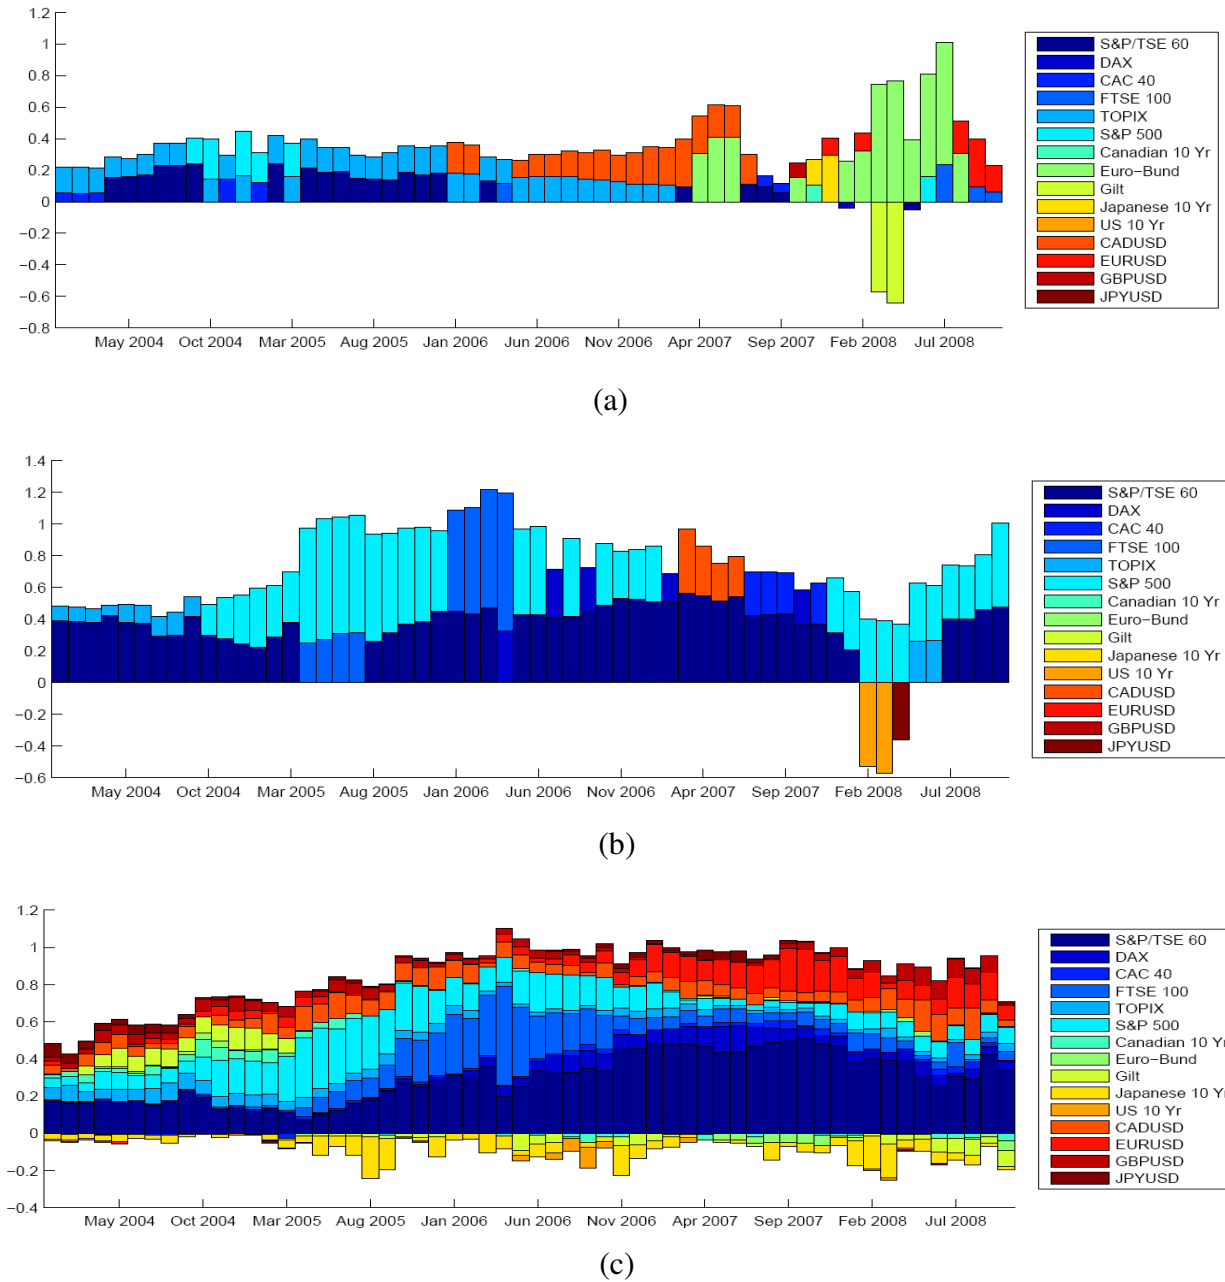 1.2
1
0.8
0.6
0.4
0.2
0
−0.2
−0.4
−0.6
−0.8
May 2004 Oct 2004 Mar 2005 Aug 2005 Jan 2006 Jun 2006 Nov 2006 Apr 2007 Sep 2007 Feb 2008 Jul 2008
S&P/TSE 60
DAX
CAC 40
FTSE 100
TOPIX
S&P 500
Canadian 10 Yr
Euro−Bund
Gilt
Japanese 10 Yr
US 10 Yr
CADUSD
EURUSD
GBPUSD
JPYUSD
(a)
1.4
1.2
1
0.8
0.6
0.4
0.2
0
−0.2
−0.4
−0.6
May 2004 Oct 2004 Mar 2005 Aug 2005 Jan 2006 Jun 2006 Nov 2006 Apr 2007 Sep 2007 Feb 2008 Jul 2008
S&P/TSE 60
DAX
CAC 40
FTSE 100
TOPIX
S&P 500
Canadian 10 Yr
Euro−Bund
Gilt
Japanese 10 Yr
US 10 Yr
CADUSD
EURUSD
GBPUSD
JPYUSD
(b)
1.2
1
0.8
0.6
0.4
0.2
0
−0.2
−0.4
May 2004 Oct 2004 Mar 2005 Aug 2005 Jan 2006 Jun 2006 Nov 2006 Apr 2007 Sep 2007 Feb 2008 Jul 2008
S&P/TSE 60
DAX
CAC 40
FTSE 100
TOPIX
S&P 500
Canadian 10 Yr
Euro−Bund
Gilt
Japanese 10 Yr
US 10 Yr
CADUSD
EURUSD
GBPUSD
JPYUSD
(c)